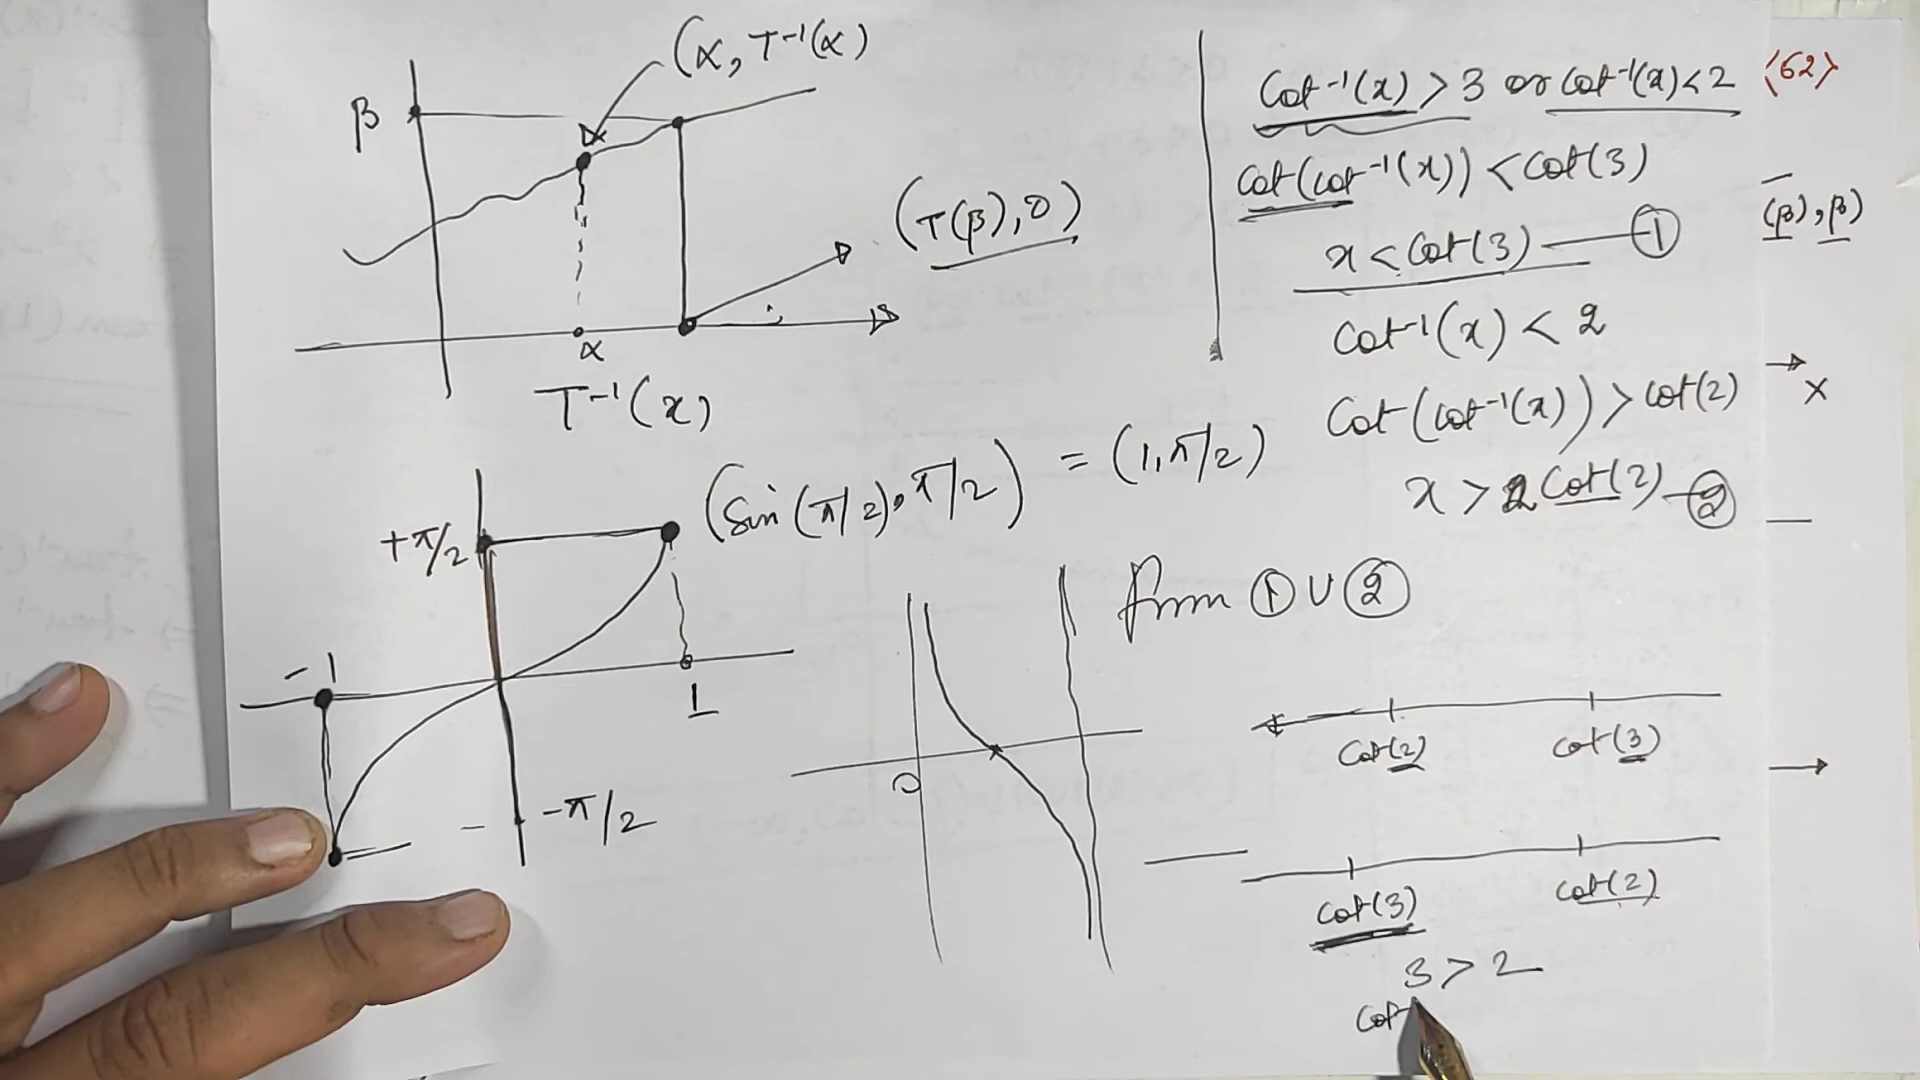 (α, T⁻¹(α)
β
α
(T(β), 0)
α
T⁻¹(x)
+π/2
(Sin(π/2), π/2) = (1, π/2)
-1
1
-π/2
0
Cot⁻¹(x) > 3 or Cot⁻¹(x) < 2
Cot(cot⁻¹(x)) < Cot(3)
x < Cot(3) — ①
Cot⁻¹(x) < 2
Cot(cot⁻¹(x)) > cot(2)
x > Cot(2) — ②
from ① ∪ ②
Cot(2) cot(3)
cot(3) cot(2)
3 > 2
cot
<62>
(β), β)
x